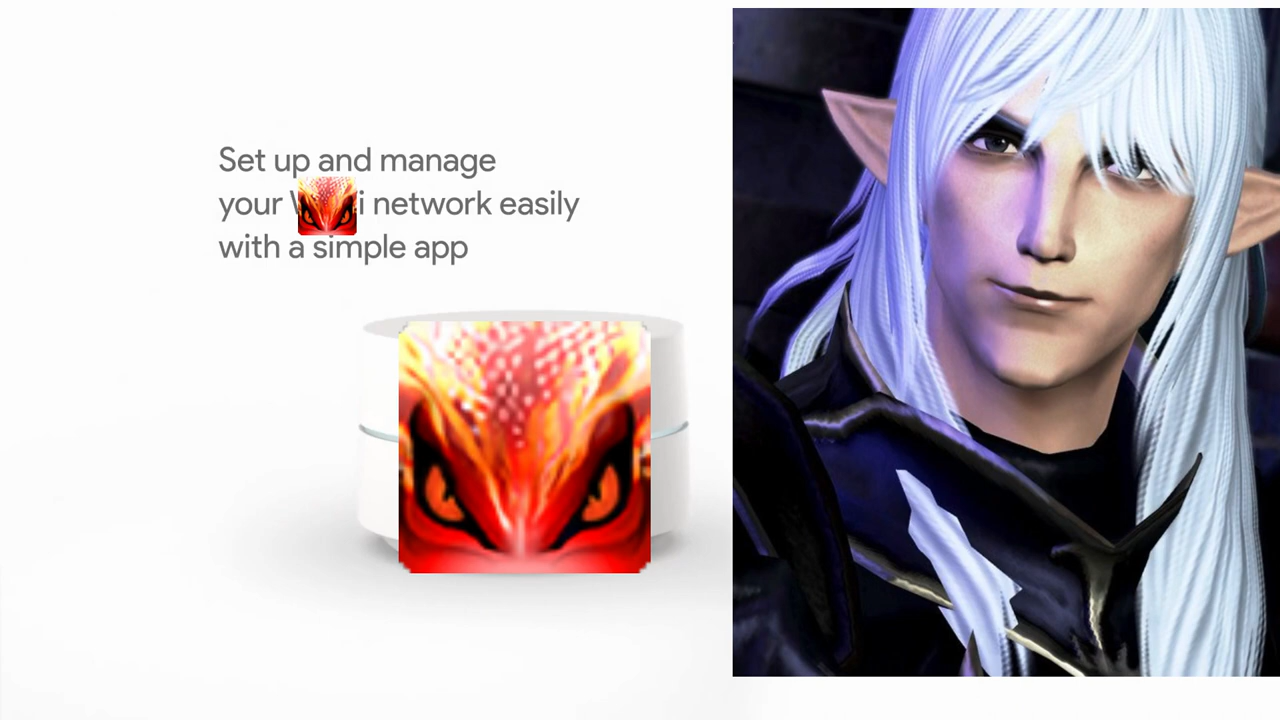 Set up and manage
your i network easily
with a simple app